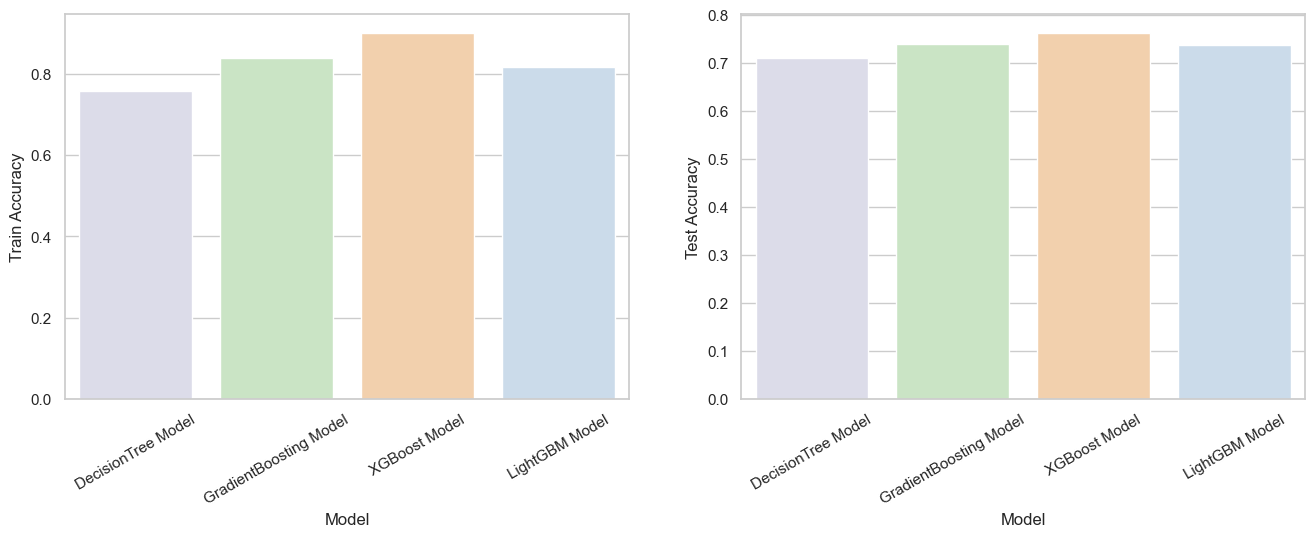 Train Accuracy
0.8
0.6
0.4
0.2
0.0
DecisionTree Model
GradientBoosting Model
XGBoost Model
LightGBM Model
Model
Test Accuracy
0.8
0.7
0.6
0.5
0.4
0.3
0.2
0.1
0.0
DecisionTree Model
GradientBoosting Model
XGBoost Model
LightGBM Model
Model